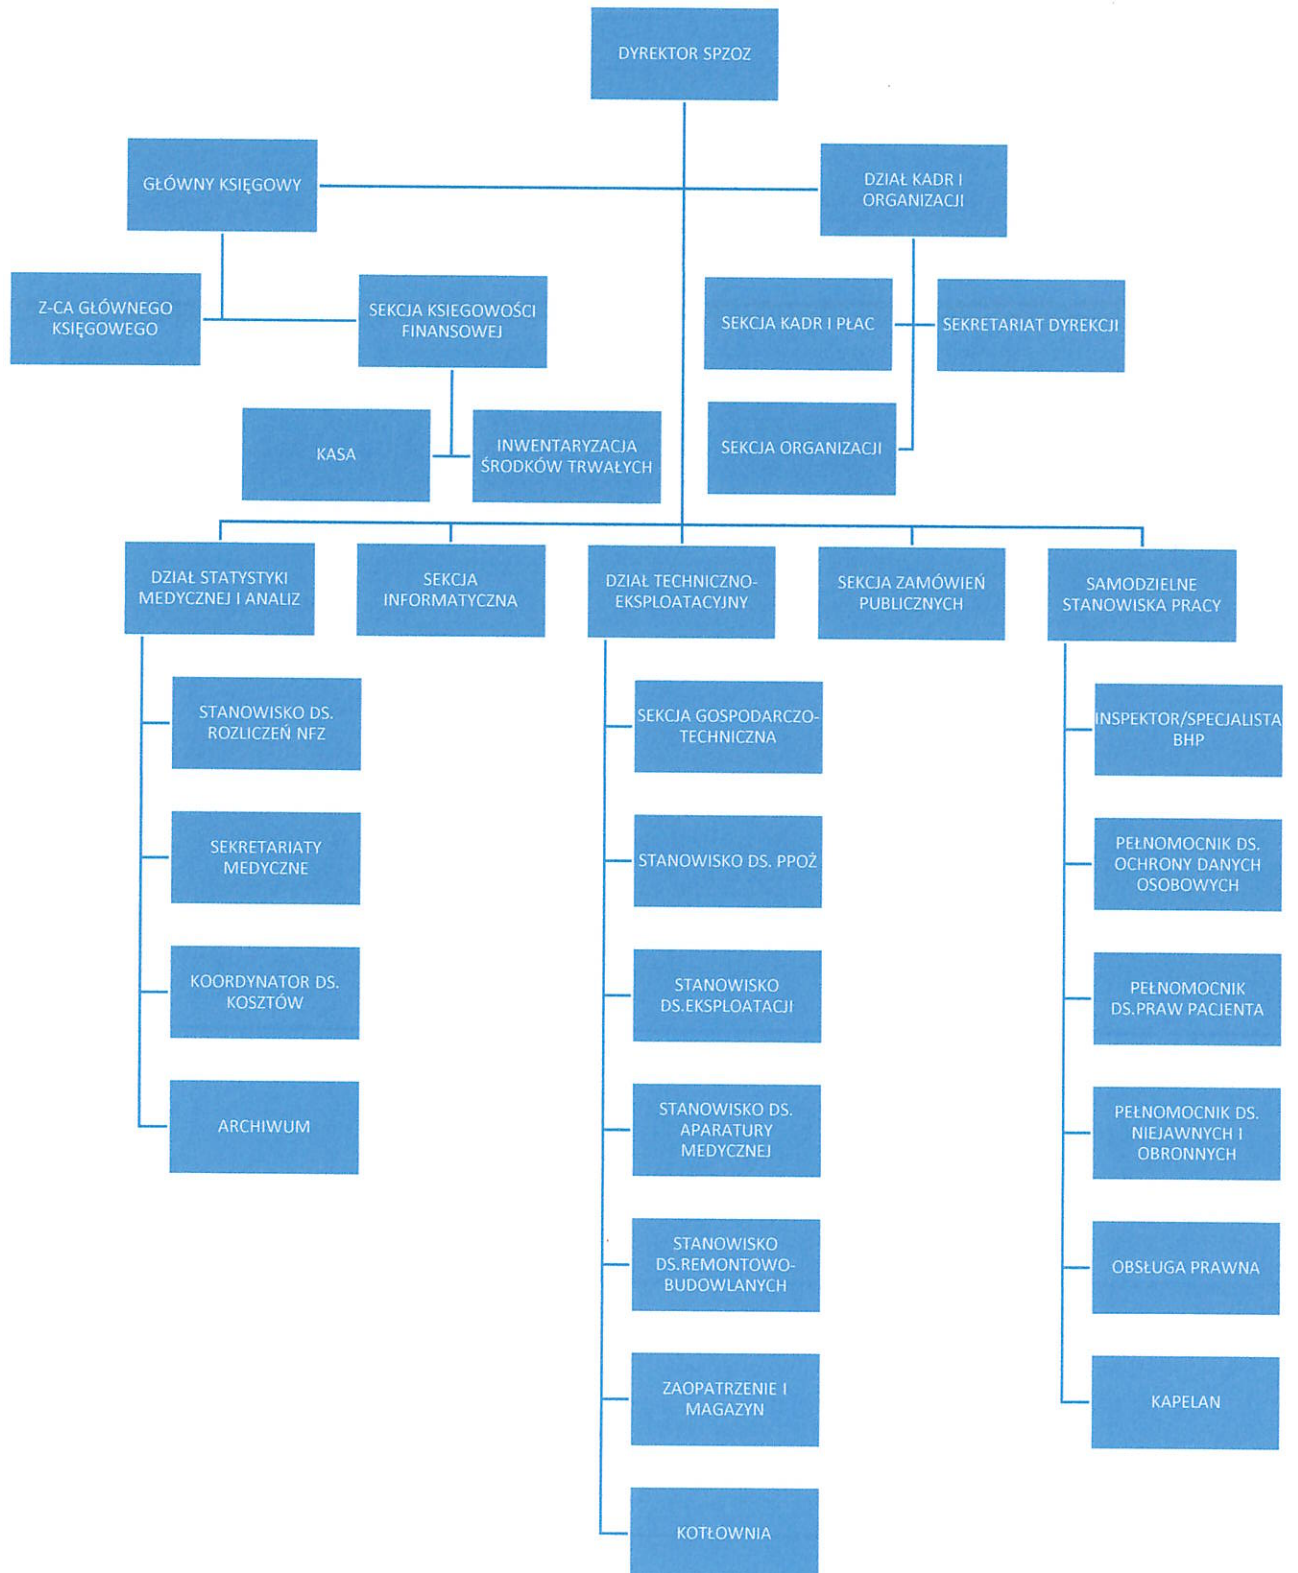 DYREKTOR SPZOZ
GŁÓWNY KSIĘGOWY
DZIAŁ KADR I
ORGANIZACJI
Z-CA GŁÓWNEGO
KSIĘGOWEGO
SEKCJA KSIEGOWOŚCI
FINANSOWEJ
SEKCJA KADR I PŁAC
SEKRETARIAT DYREKCJI
KASA
INWENTARYZACJA
ŚRODKÓW TRWAŁYCH
SEKCJA ORGANIZACJI
DZIAŁ STATYSTYKI
MEDYCZNEJ I ANALIZ
SEKCJA
INFORMATYCZNA
DZIAŁ TECHNICZNO-
EKSPLOATACYJNY
SEKCJA ZAMÓWIEŃ
PUBLICZNYCH
SAMODZIELNE
STANOWISKA PRACY
STANOWISKO DS.
ROZLICZEŃ NFZ
SEKRETARIATY
MEDYCZNE
KOORDYNATOR DS.
KOSZTÓW
ARCHIWUM
SEKCJA GOSPODARCZO-
TECHNICZNA
STANOWISKO DS. PPOŻ
STANOWISKO
DS.EKSPLOATACJI
STANOWISKO DS.
APARATURY
MEDYCZNEJ
STANOWISKO
DS.REMONTOWO-
BUDOWLANYCH
ZAOPATRZENIE I
MAGAZYN
KOTŁOWNIA
INSPEKTOR/SPECJALISTA
BHP
PEŁNOMOCNIK DS.
OCHRONY DANYCH
OSOBOWYCH
PEŁNOMOCNIK
DS.PRAW PACJENTA
PEŁNOMOCNIK DS.
NIEJAWNYCH I
OBRONNYCH
OBSŁUGA PRAWNA
KAPELAN